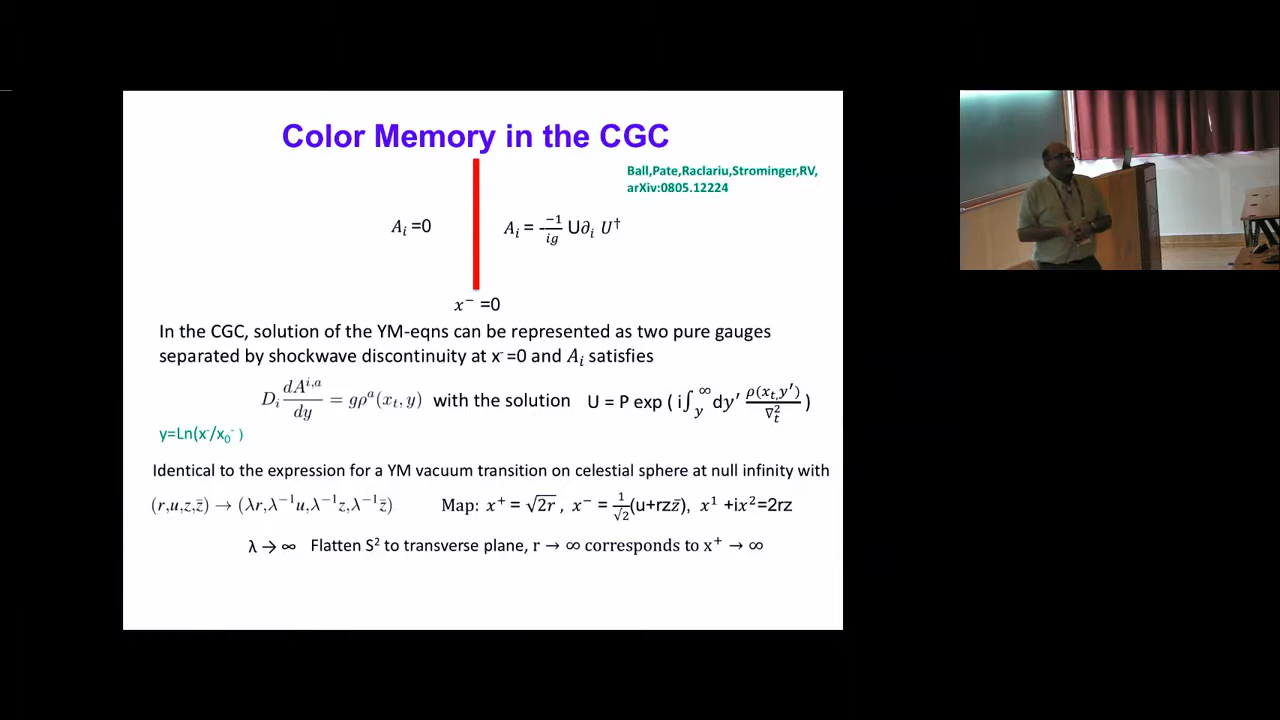 Color Memory in the CGC
Ball,Pate,Raclariu,Strominger,RV,
arXiv:0805.12224
A_i =0
A_i = -\frac{-1}{ig} U∂_i U^†
x^- =0
In the CGC, solution of the YM-eqns can be represented as two pure gauges
separated by shockwave discontinuity at x^- =0 and A_i satisfies
D_i \frac{dA^{i,a}}{dy} = gρ^a(x_t, y) with the solution U = P exp ( i∫_y^∞ dy′ \frac{ρ(x_t,y′)}{∇_t^2} )
y=Ln(x^-/x_0^- )
Identical to the expression for a YM vacuum transition on celestial sphere at null infinity with
(r,u,z,z̄) → (λr,λ^{-1}u,λ^{-1}z,λ^{-1}z̄) Map: x^+ = √2r , x^- = \frac{1}{√2}(u+rzz̄), x^1 +ix^2=2rz
λ → ∞ Flatten S^2 to transverse plane, r → ∞ corresponds to x^+ → ∞